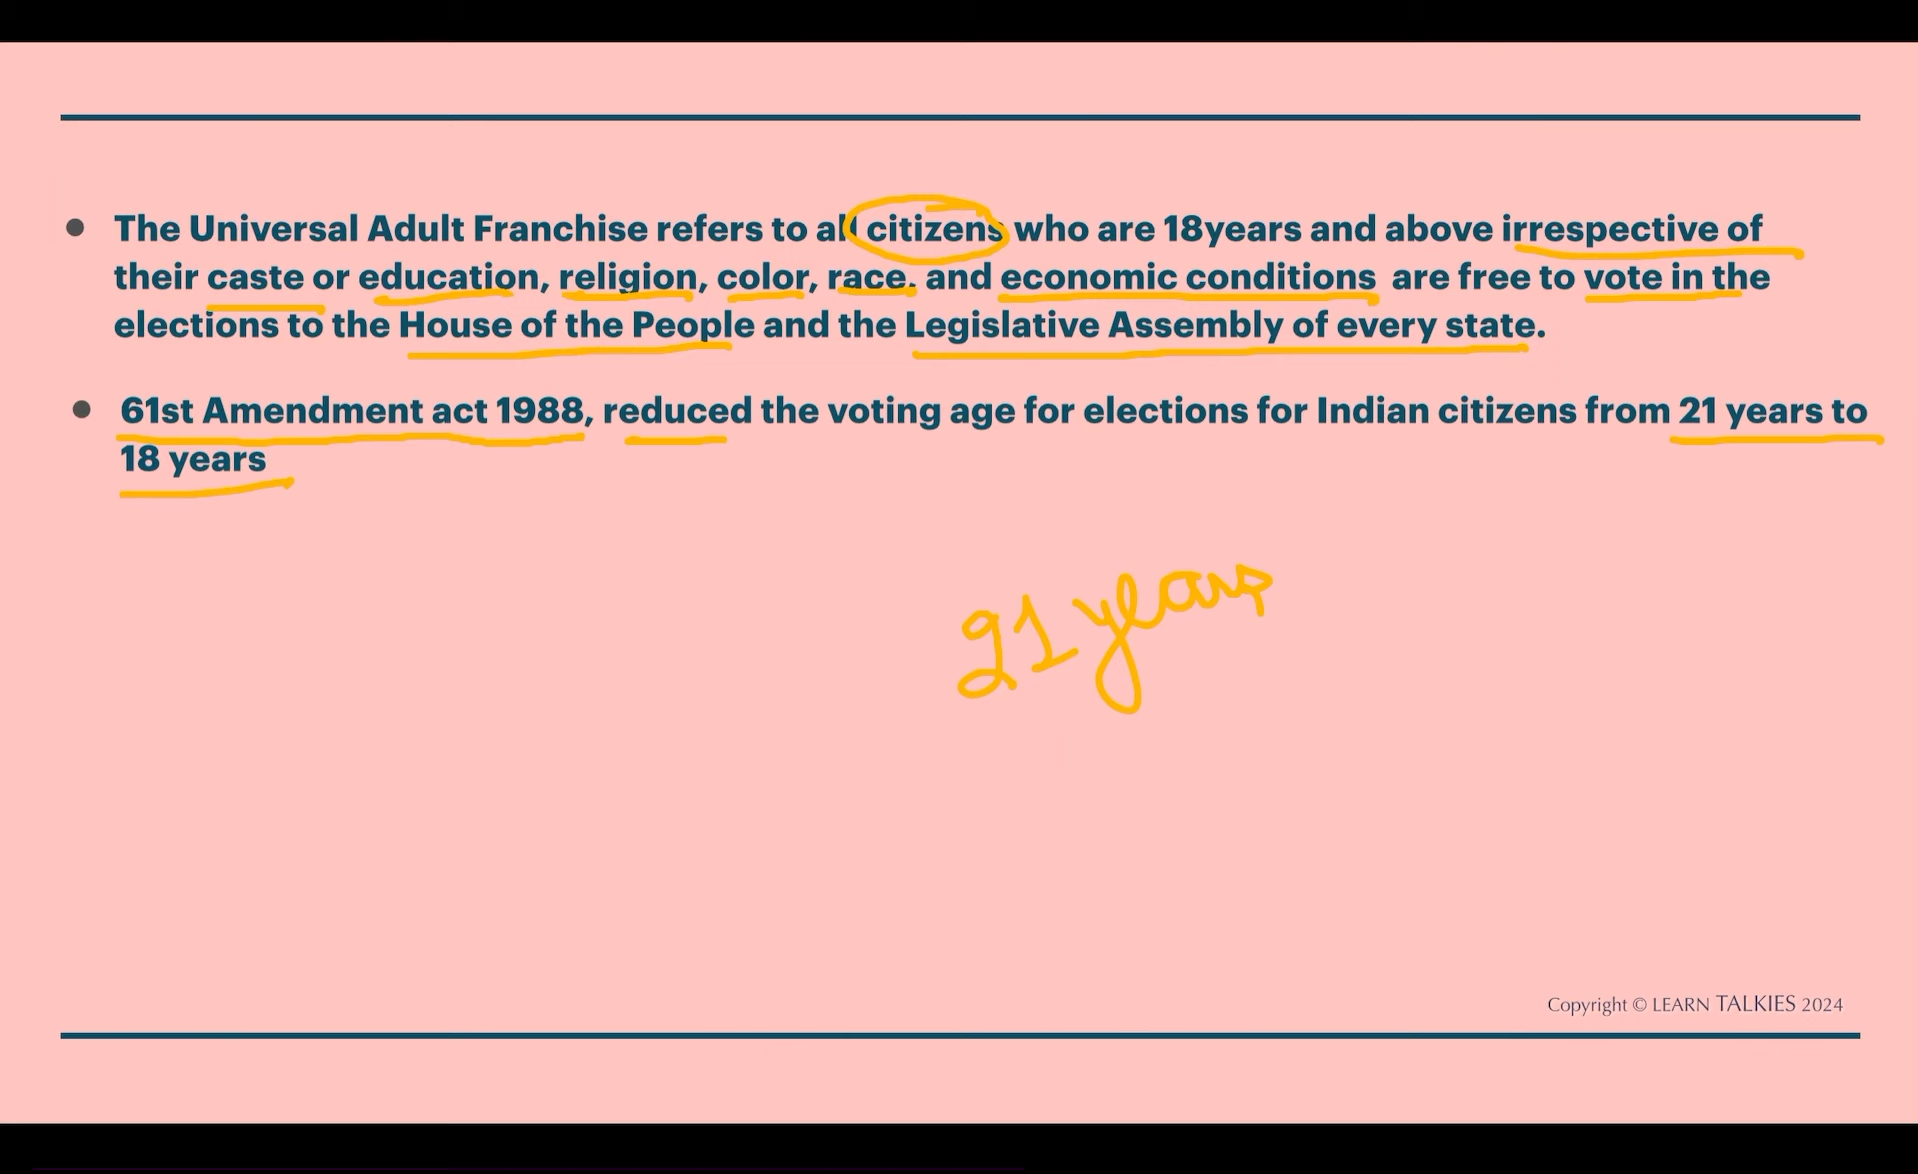 The Universal Adult Franchise refers to all citizens who are 18years and above irrespective of
their caste or education, religion, color, race, and economic conditions are free to vote in the
elections to the House of the People and the Legislative Assembly of every state.
61st Amendment act 1988, reduced the voting age for elections for Indian citizens from 21 years to
18 years
21 years
Copyright © LEARN TALKIES 2024